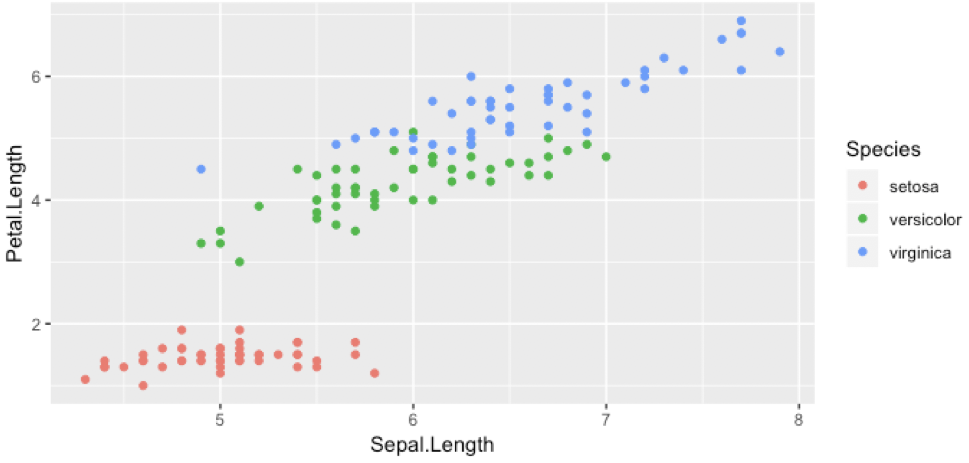 Petal.Length
6
4
2
5
6
7
8
Sepal.Length
Species
setosa
versicolor
virginica